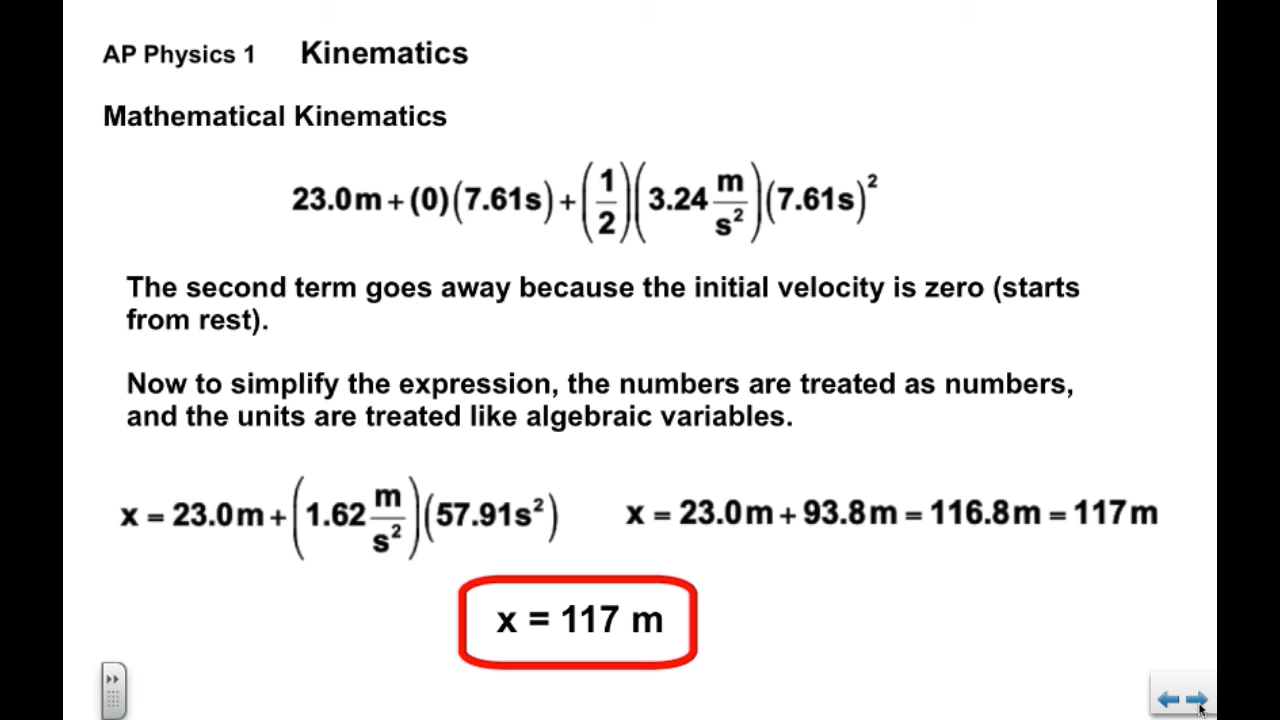 AP Physics 1 Kinematics
Mathematical Kinematics
23.0m + (0)(7.61s) + (1/2)(3.24 m/s²)(7.61s)²
The second term goes away because the initial velocity is zero (starts
from rest).
Now to simplify the expression, the numbers are treated as numbers,
and the units are treated like algebraic variables.
x = 23.0m + (1.62 m/s²)(57.91s²) x = 23.0m + 93.8m = 116.8m = 117m
x = 117 m